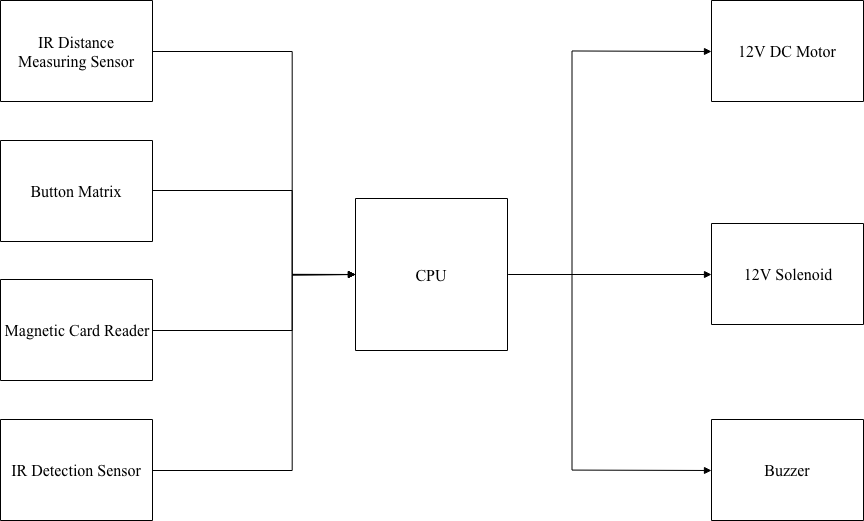 IR Distance
Measuring Sensor
12V DC Motor
Button Matrix
CPU
12V Solenoid
Magnetic Card Reader
IR Detection Sensor
Buzzer